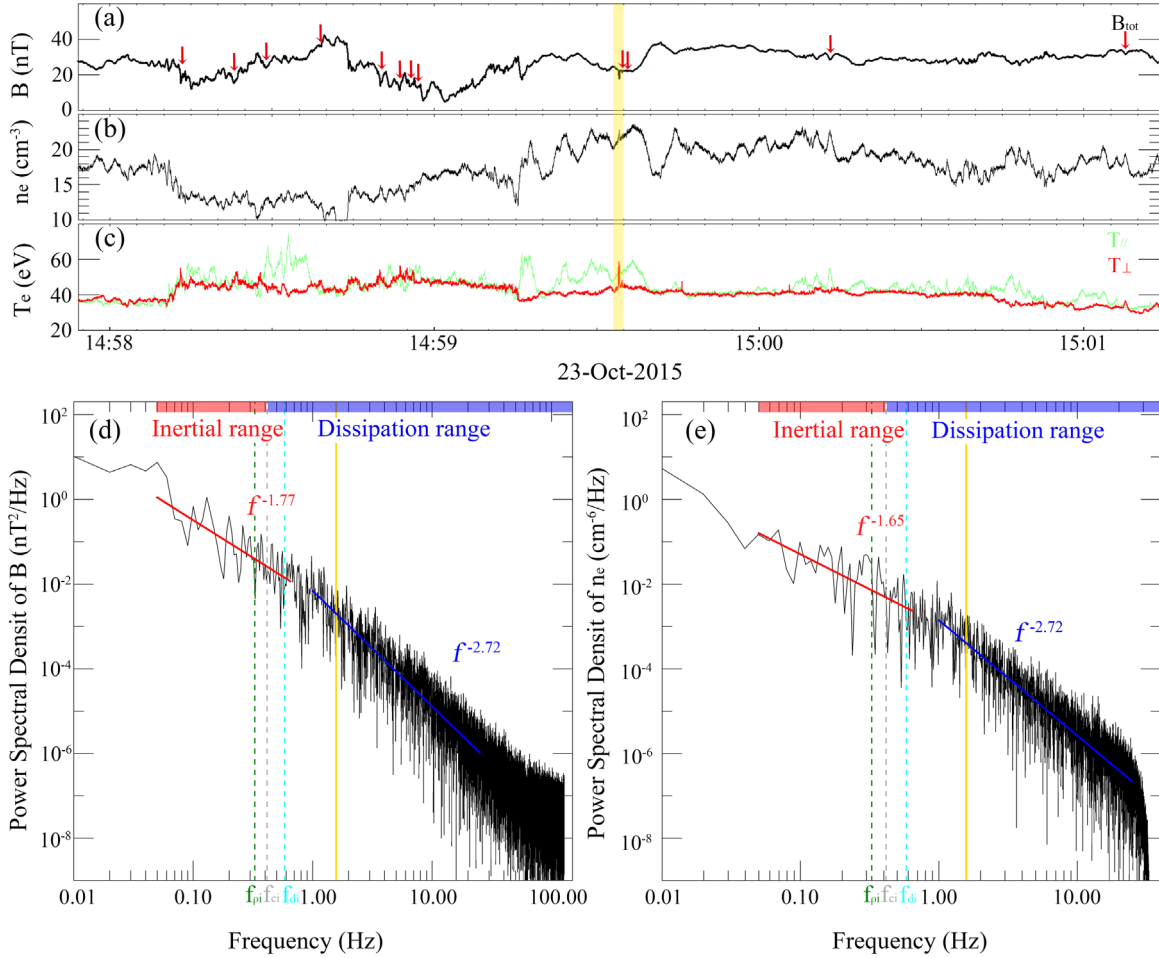 (a)
B_tot
B (nT)
40
20
0
(b)
nₑ (cm⁻³)
20
15
10
(c)
T_//
T_⊥
Tₑ (eV)
60
40
20
14:58 14:59 15:00 15:01
23-Oct-2015
(d)
Inertial range Dissipation range
Power Spectral Densit of B (nT²/Hz)
10²
10⁰
10⁻²
10⁻⁴
10⁻⁶
10⁻⁸
f⁻¹·⁷⁷
f⁻²·⁷²
0.01 0.10 1.00 10.00 100.00
f_ρi f_ci f_di
Frequency (Hz)
(e)
Inertial range Dissipation range
Power Spectral Densit of nₑ (cm⁻⁶/Hz)
10²
10⁰
10⁻²
10⁻⁴
10⁻⁶
10⁻⁸
f⁻¹·⁶⁵
f⁻²·⁷²
0.01 0.10 1.00 10.00
f_ρi f_ci f_di
Frequency (Hz)